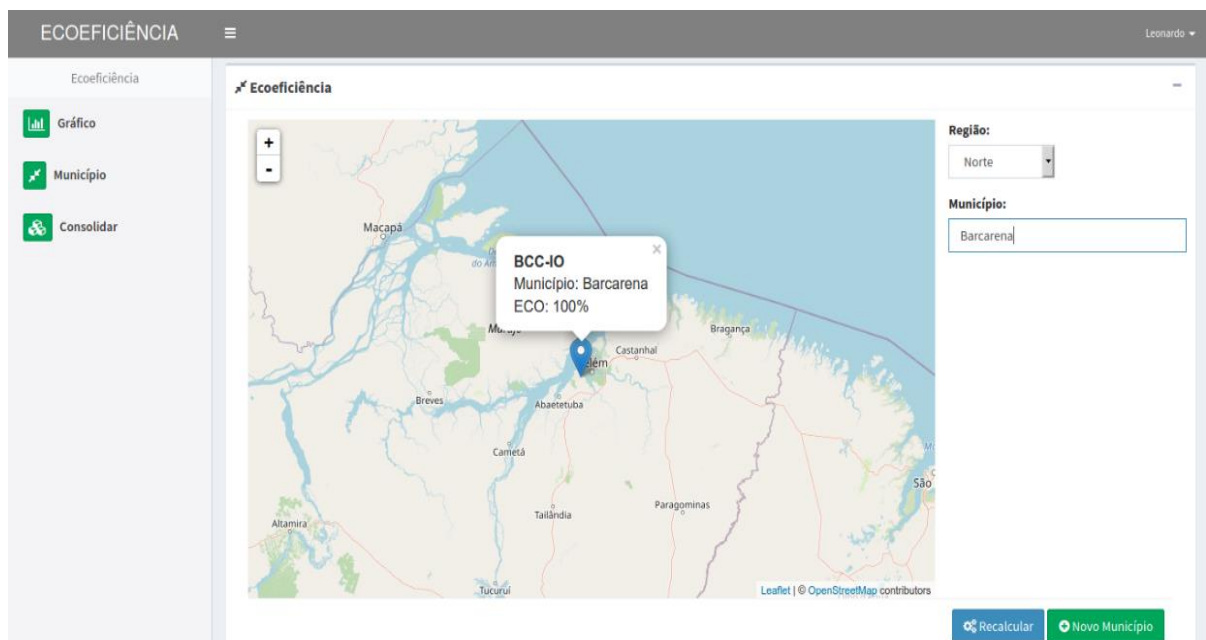 ECOEFICIÊNCIA
Leonardo
Ecoeficiência
Gráfico
Município
Consolidar
Ecoeficiência
+
-
Região:
Norte
Município:
Barcarena
BCC-IO
Município: Barcarena
ECO: 100%
Macapá
Bragança
Castanhal
Breves
Abaetetuba
Cametá
São
Tailândia
Paragominas
Altamira
Tucuruí
Leaflet | © OpenStreetMap contributors
Recalcular
Novo Município